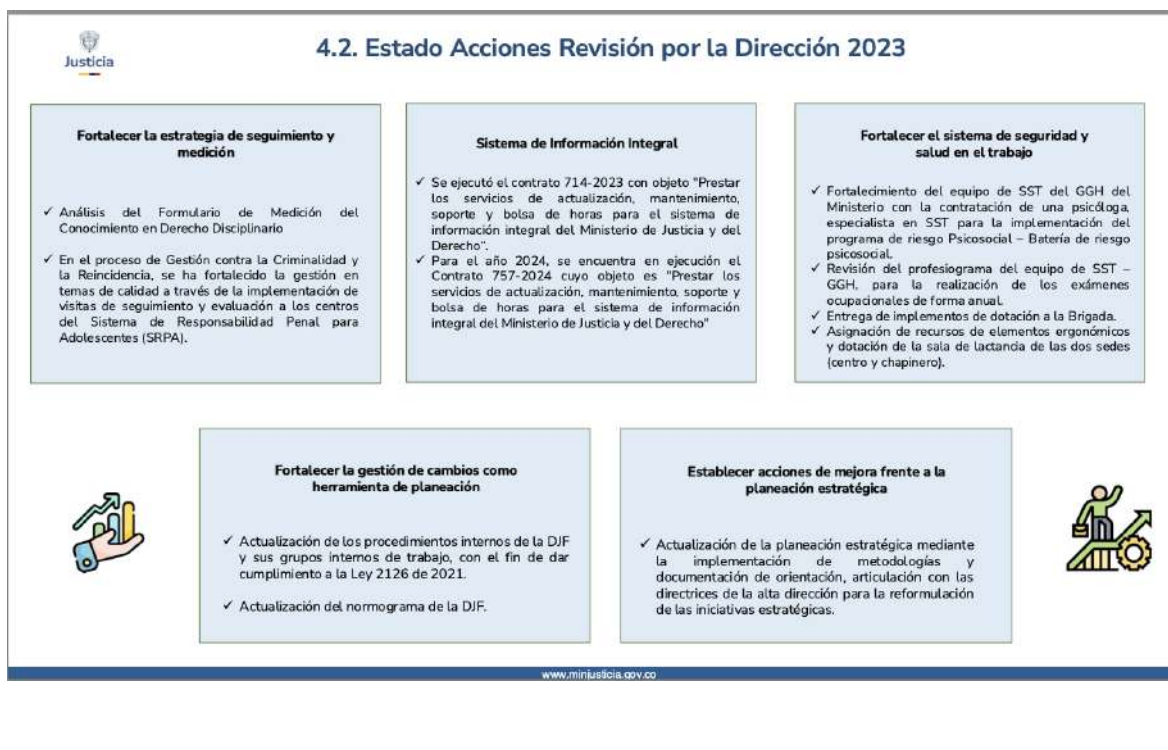 Justicia
4.2. Estado Acciones Revisión por la Dirección 2023
Fortalecer la estrategia de seguimiento y
medición
✓ Análisis del Formulario de Medición del
Conocimiento en Derecho Disciplinario
✓ En el proceso de Gestión contra la Criminalidad y
la Reincidencia, se ha fortalecido la gestión en
temas de calidad a través de la implementación de
visitas de seguimiento y evaluación a los centros
del Sistema de Responsabilidad Penal para
Adolescentes (SRPA).
Sistema de Información Integral
✓ Se ejecutó el contrato 714-2023 con objeto "Prestar
los servicios de actualización, mantenimiento,
soporte y bolsa de horas para el sistema de
información integral del Ministerio de Justicia y del
Derecho".
✓ Para el año 2024, se encuentra en ejecución el
Contrato 757-2024 cuyo objeto es "Prestar los
servicios de actualización, mantenimiento, soporte y
bolsa de horas para el sistema de información
integral del Ministerio de Justicia y del Derecho"
Fortalecer el sistema de seguridad y
salud en el trabajo
✓ Fortalecimiento del equipo de SST del GGH del
Ministerio con la contratación de una psicóloga,
especialista en SST para la implementación del
programa de riesgo Psicosocial – Batería de riesgo
psicosocial.
✓ Revisión del profesiograma del equipo de SST –
GGH, para la realización de los exámenes
ocupacionales de forma anual.
✓ Entrega de implementos de dotación a la Brigada.
✓ Asignación de recursos de elementos ergonómicos
y dotación de la sala de lactancia de las dos sedes
(centro y chapinero).
Fortalecer la gestión de cambios como
herramienta de planeación
✓ Actualización de los procedimientos internos de la DJF
y sus grupos internos de trabajo, con el fin de dar
cumplimiento a la Ley 2126 de 2021.
✓ Actualización del normograma de la DJF.
Establecer acciones de mejora frente a la
planeación estratégica
✓ Actualización de la planeación estratégica mediante
la implementación de metodologías y
documentación de orientación, articulación con las
directrices de la alta dirección para la reformulación
de las iniciativas estratégicas.
www.minjusticia.gov.co